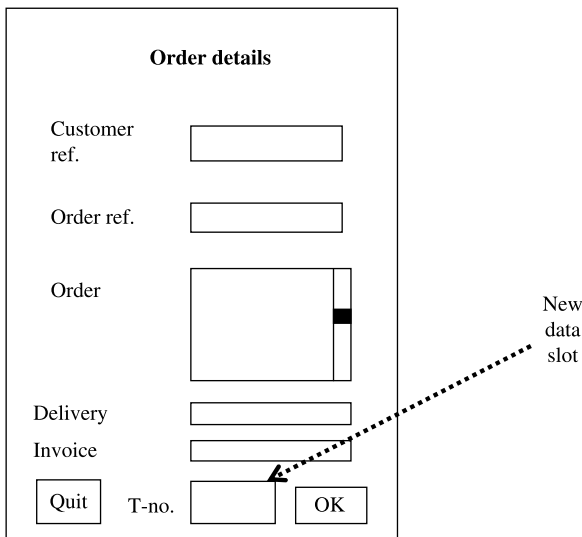 Order details
Customer
ref.
Order ref.
Order
New
data
slot
Delivery
Invoice
Quit
T-no.
OK